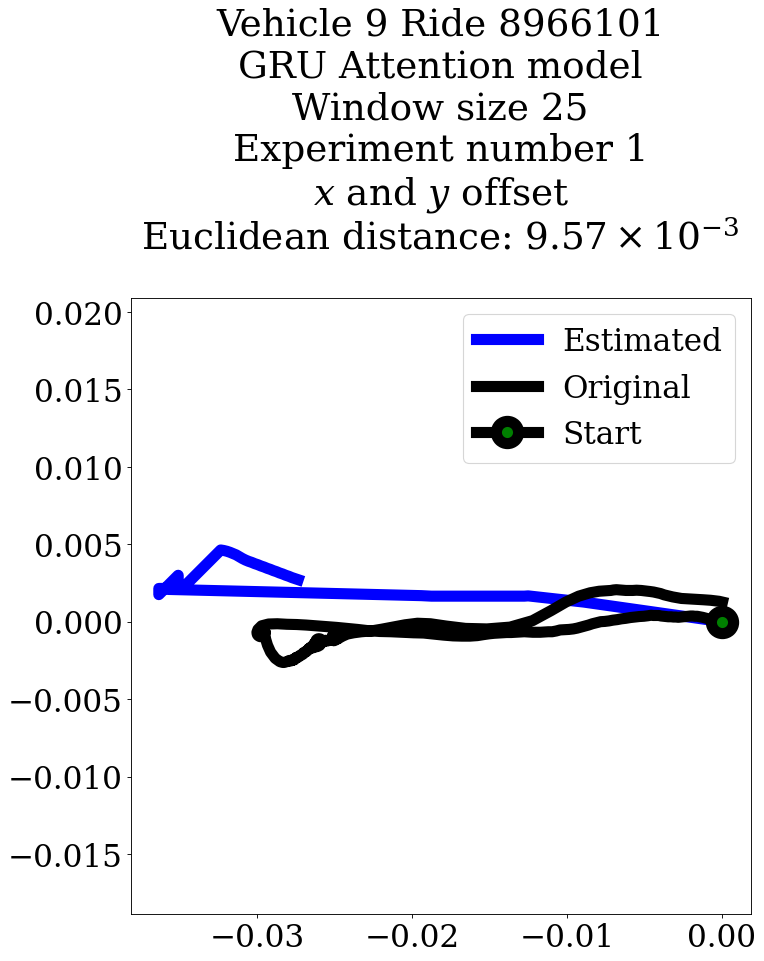 Vehicle 9 Ride 8966101
GRU Attention model
Window size 25
Experiment number 1
x and y offset
Euclidean distance: 9.57 × 10⁻³
Estimated
Original
Start
0.020
0.015
0.010
0.005
0.000
−0.005
−0.010
−0.015
−0.03 −0.02 −0.01 0.00